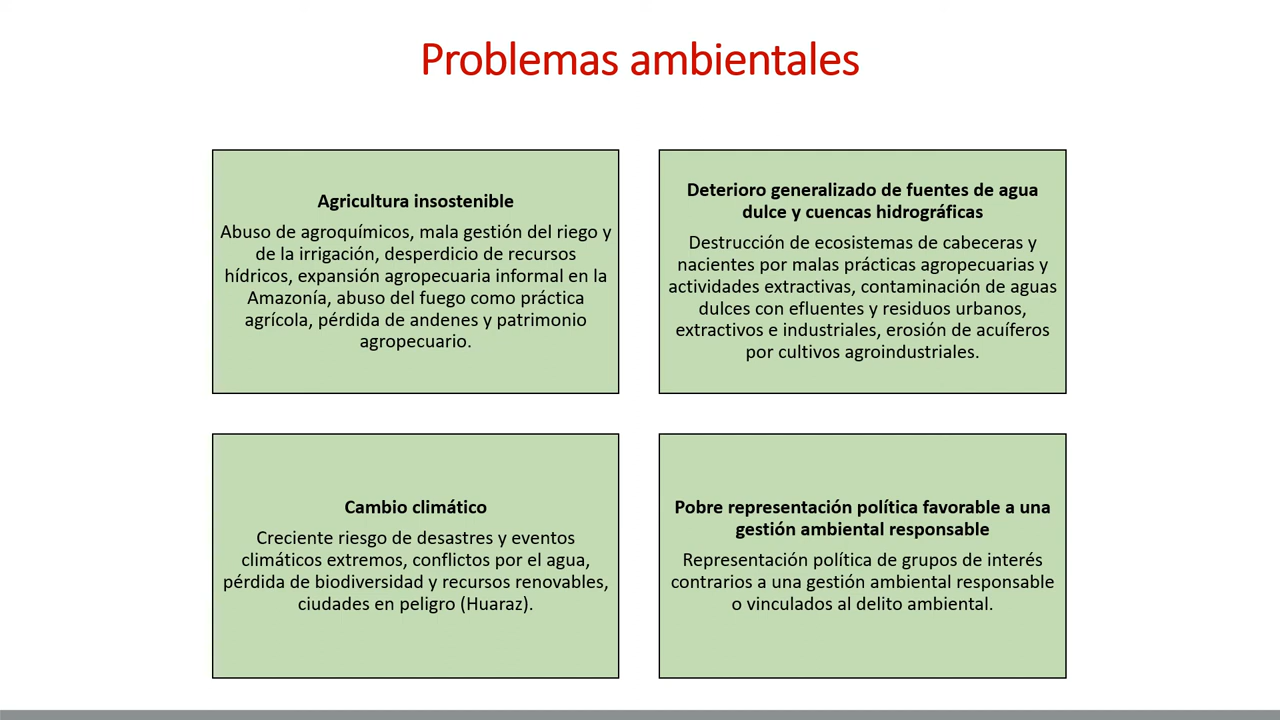 Problemas ambientales
Agricultura insostenible
Abuso de agroquímicos, mala gestión del riego y
de la irrigación, desperdicio de recursos
hídricos, expansión agropecuaria informal en la
Amazonía, abuso del fuego como práctica
agrícola, pérdida de andenes y patrimonio
agropecuario.
Deterioro generalizado de fuentes de agua
dulce y cuencas hidrográficas
Destrucción de ecosistemas de cabeceras y
nacientes por malas prácticas agropecuarias y
actividades extractivas, contaminación de aguas
dulces con efluentes y residuos urbanos,
extractivos e industriales, erosión de acuíferos
por cultivos agroindustriales.
Cambio climático
Creciente riesgo de desastres y eventos
climáticos extremos, conflictos por el agua,
pérdida de biodiversidad y recursos renovables,
ciudades en peligro (Huaraz).
Pobre representación política favorable a una
gestión ambiental responsable
Representación política de grupos de interés
contrarios a una gestión ambiental responsable
o vinculados al delito ambiental.